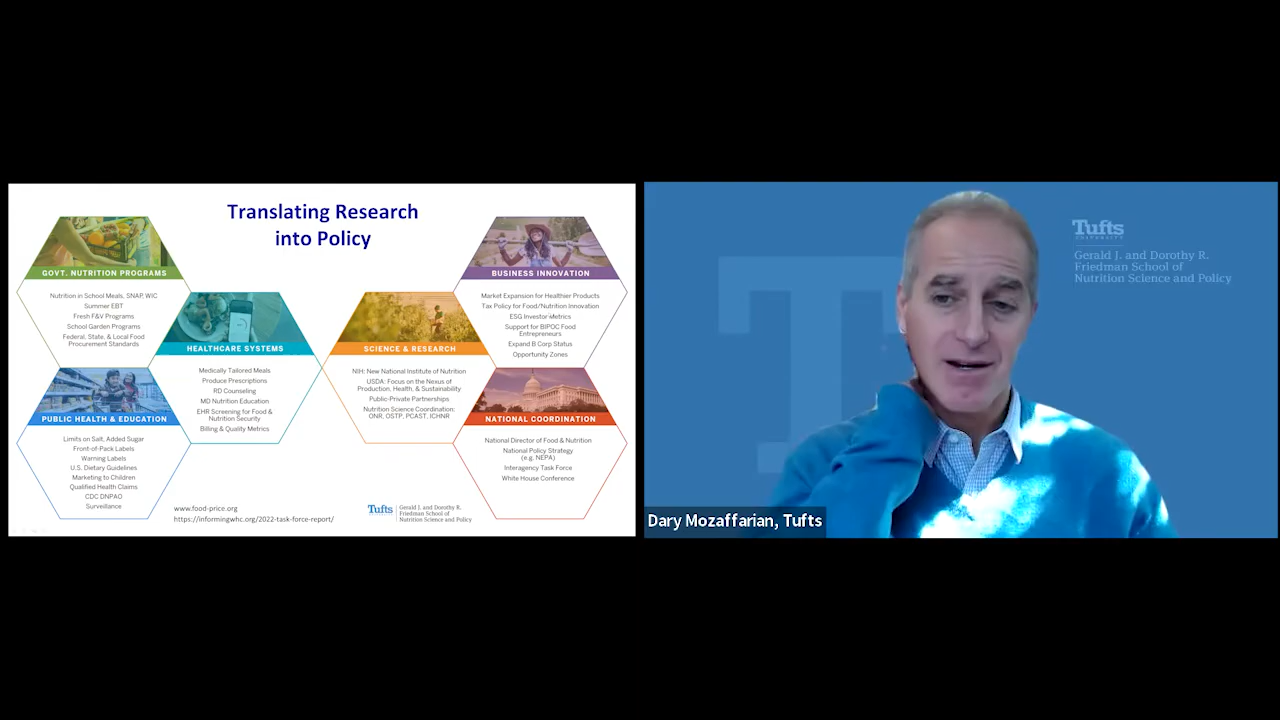 Translating Research
into Policy
GOVT. NUTRITION PROGRAMS
Nutrition in School Meals, SNAP, WIC
Summer EBT
Fresh F&V Programs
School Garden Programs
Federal, State, & Local Food
Procurement Standards
PUBLIC HEALTH & EDUCATION
Limits on Salt, Added Sugar
Front-of-Pack Labels
Warning Labels
U.S. Dietary Guidelines
Marketing to Children
Qualified Health Claims
CDC DNPAO
Surveillance
HEALTHCARE SYSTEMS
Medically Tailored Meals
Produce Prescriptions
RD Counseling
MD Nutrition Education
EHR Screening for Food &
Nutrition Security
Billing & Quality Metrics
SCIENCE & RESEARCH
NIH: New National Institute of Nutrition
USDA: Focus on the Nexus of
Production, Health, & Sustainability
Public-Private Partnerships
Nutrition Science Coordination:
ONR, OSTP, PCAST, ICHNR
BUSINESS INNOVATION
Market Expansion for Healthier Products
Tax Policy for Food/Nutrition Innovation
ESG Investor Metrics
Support for BIPOC Food
Entrepreneurs
Expand B Corp Status
Opportunity Zones
NATIONAL COORDINATION
National Director of Food & Nutrition
National Policy Strategy
(e.g. NEPA)
Interagency Task Force
White House Conference
www.food-price.org
https://informingwhc.org/2022-task-force-report/
Tufts
Gerald J. and Dorothy R.
Friedman School of
Nutrition Science and Policy
Tufts
UNIVERSITY
Gerald J. and Dorothy R.
Friedman School of
Nutrition Science and Policy
Dary Mozaffarian, Tufts